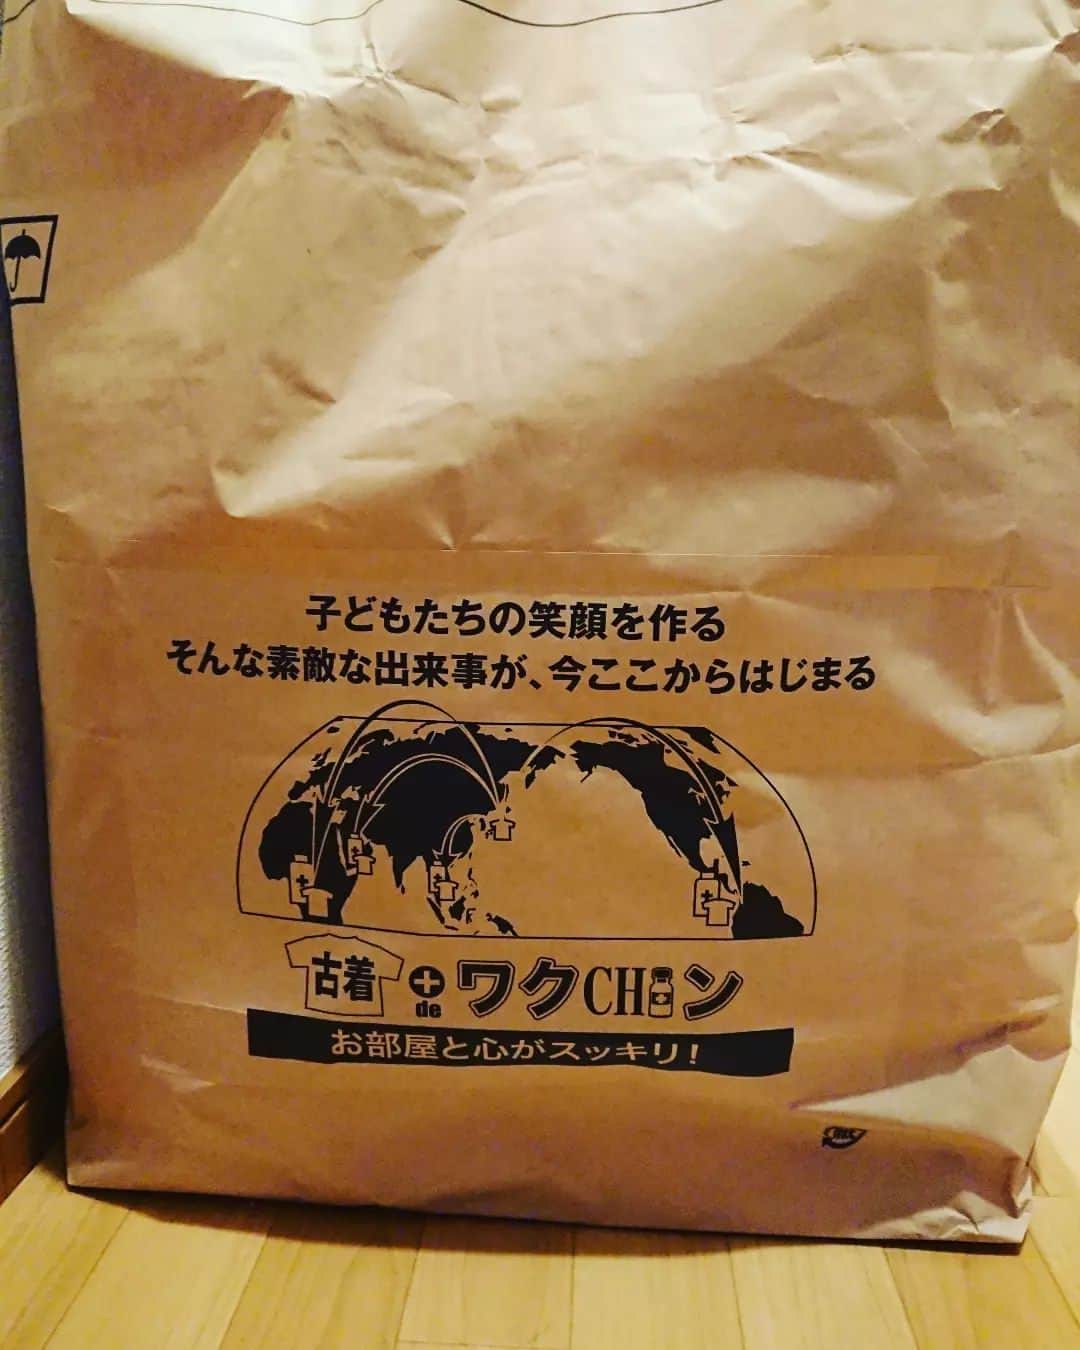 子どもたちの笑顔を作る
そんな素敵な出来事が、今ここからはじまる
古着 de ワクCHiン
お部屋と心がスッキリ!